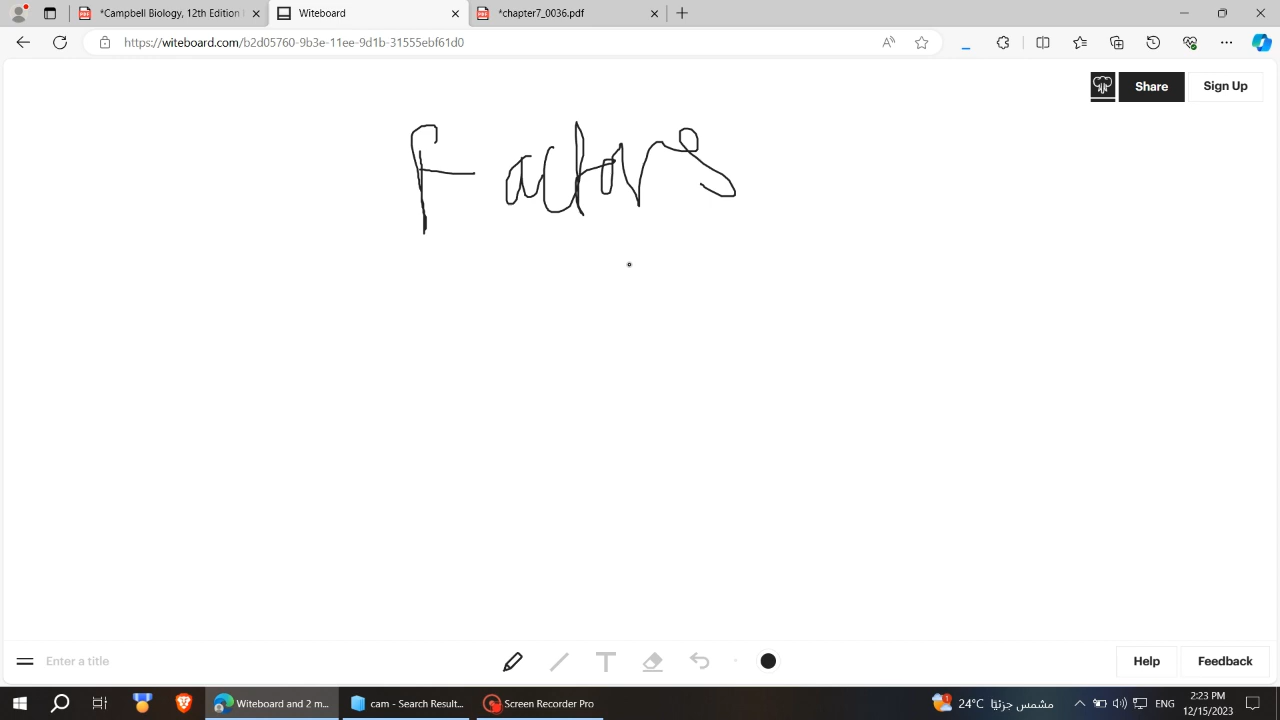 *Campbell Biology, 12th Edition
Witeboard
*chapter7_0036.pdf
https://witeboard.com/b2d05760-9b3e-11ee-9d1b-31555ebf61d0
Share
Sign Up
Factors
Enter a title
Help
Feedback
Witeboard and 2 m...
cam - Search Result...
Screen Recorder Pro
24°C مشمس جزئيًا
ENG
2:23 PM
12/15/2023